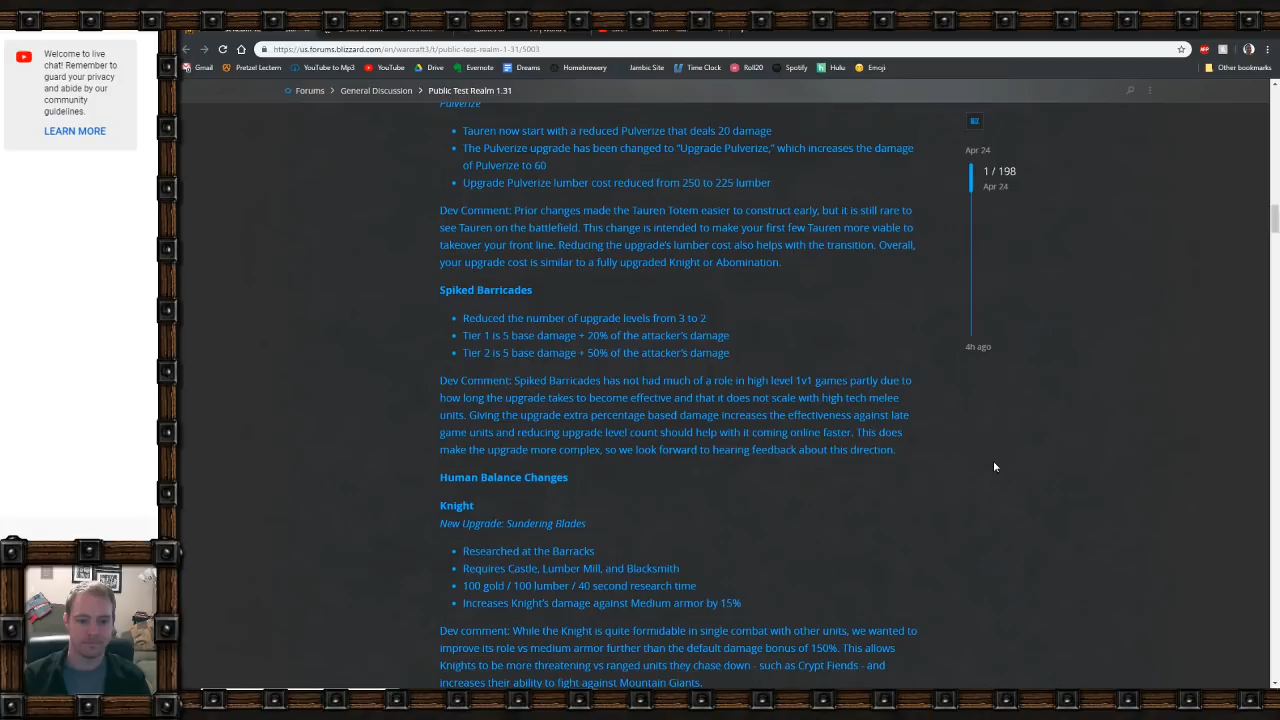 https://us.forums.blizzard.com/en/warcraft3/t/public-test-realm-1-31/5003
Gmail
Pretzel Lectern
YouTube to Mp3
YouTube
Drive
Evernote
Dreams
Homebrewery
Jambic Site
Time Clock
Roll20
Spotify
Hulu
Emoji
Other bookmarks
Welcome to live
chat! Remember to
guard your privacy
and abide by our
community
guidelines.
LEARN MORE
Forums
General Discussion
Public Test Realm 1.31
Pulverize
• Tauren now start with a reduced Pulverize that deals 20 damage
• The Pulverize upgrade has been changed to “Upgrade Pulverize,” which increases the damage
of Pulverize to 60
• Upgrade Pulverize lumber cost reduced from 250 to 225 lumber
Dev Comment: Prior changes made the Tauren Totem easier to construct early, but it is still rare to
see Tauren on the battlefield. This change is intended to make your first few Tauren more viable to
takeover your front line. Reducing the upgrade’s lumber cost also helps with the transition. Overall,
your upgrade cost is similar to a fully upgraded Knight or Abomination.
Spiked Barricades
• Reduced the number of upgrade levels from 3 to 2
• Tier 1 is 5 base damage + 20% of the attacker’s damage
• Tier 2 is 5 base damage + 50% of the attacker’s damage
Dev Comment: Spiked Barricades has not had much of a role in high level 1v1 games partly due to
how long the upgrade takes to become effective and that it does not scale with high tech melee
units. Giving the upgrade extra percentage based damage increases the effectiveness against late
game units and reducing upgrade level count should help with it coming online faster. This does
make the upgrade more complex, so we look forward to hearing feedback about this direction.
Human Balance Changes
Knight
New Upgrade: Sundering Blades
• Researched at the Barracks
• Requires Castle, Lumber Mill, and Blacksmith
• 100 gold / 100 lumber / 40 second research time
• Increases Knight’s damage against Medium armor by 15%
Dev comment: While the Knight is quite formidable in single combat with other units, we wanted to
improve its role vs medium armor further than the default damage bonus of 150%. This allows
Knights to be more threatening vs ranged units they chase down - such as Crypt Fiends - and
increases their ability to fight against Mountain Giants.
Apr 24
1 / 198
Apr 24
4h ago